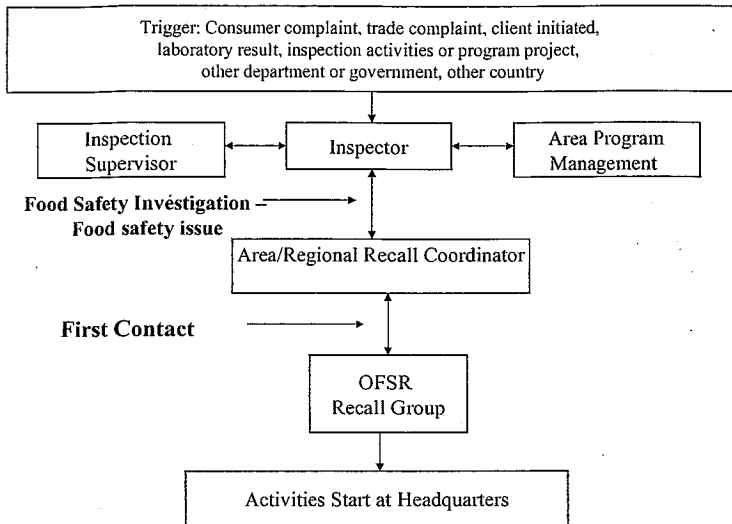 Trigger: Consumer complaint, trade complaint, client initiated,
laboratory result, inspection activities or program project,
other department or government, other country
Inspection
Supervisor
Inspector
Area Program
Management
Food Safety Investigation –
Food safety issue
Area/Regional Recall Coordinator
First Contact
OFSR
Recall Group
Activities Start at Headquarters